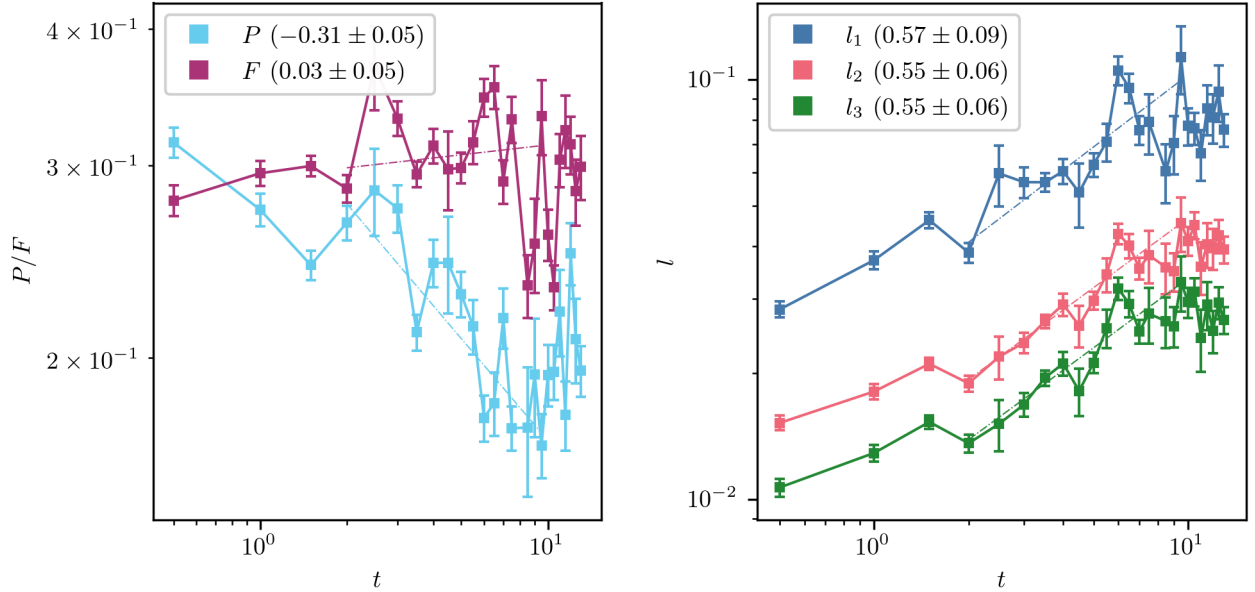 4 × 10⁻¹
3 × 10⁻¹
2 × 10⁻¹
P/F
P (−0.31 ± 0.05)
F (0.03 ± 0.05)
10⁰
10¹
t
10⁻¹
10⁻²
l
l₁ (0.57 ± 0.09)
l₂ (0.55 ± 0.06)
l₃ (0.55 ± 0.06)
10⁰
10¹
t